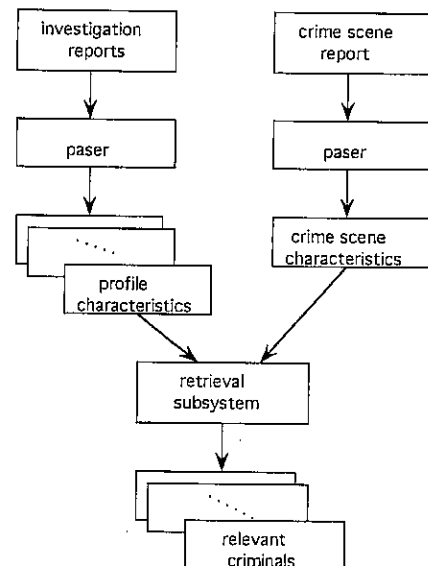 investigation
reports
crime scene
report
paser
paser
profile
characteristics
crime scene
characteristics
retrieval
subsystem
relevant
criminals